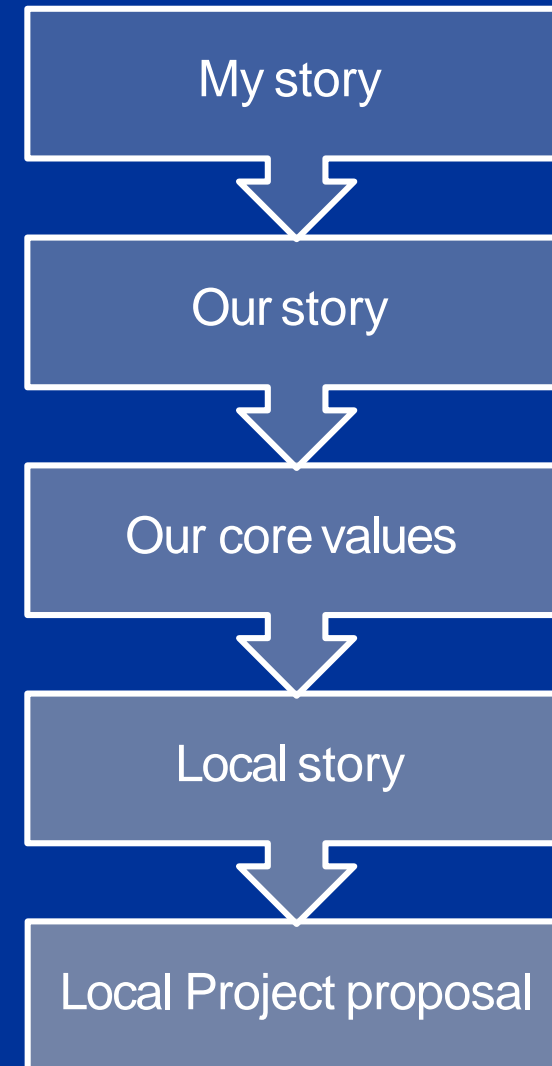 My story
Our story
Our core values
Local story
Local Project proposal